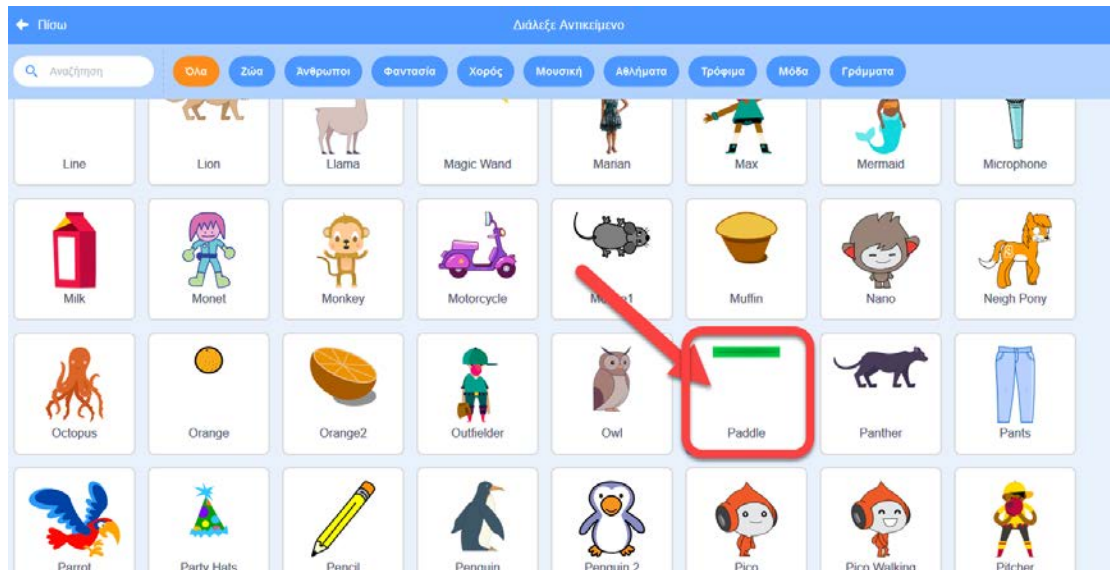 Πίσω
Διάλεξε Αντικείμενο
Αναζήτηση
Όλα Ζώα Άνθρωποι Φαντασία Χορός Μουσική Αθλήματα Τρόφιμα Μόδα Γράμματα
Line Lion Llama Magic Wand Marian Max Mermaid Microphone
Milk Monet Monkey Motorcycle Muffin Nano Neigh Pony
Octopus Orange Orange2 Outfielder Owl Paddle Panther Pants
Parrot Party Hats Pencil Penguin Penguin 2 Pico Pico Walking Pitcher